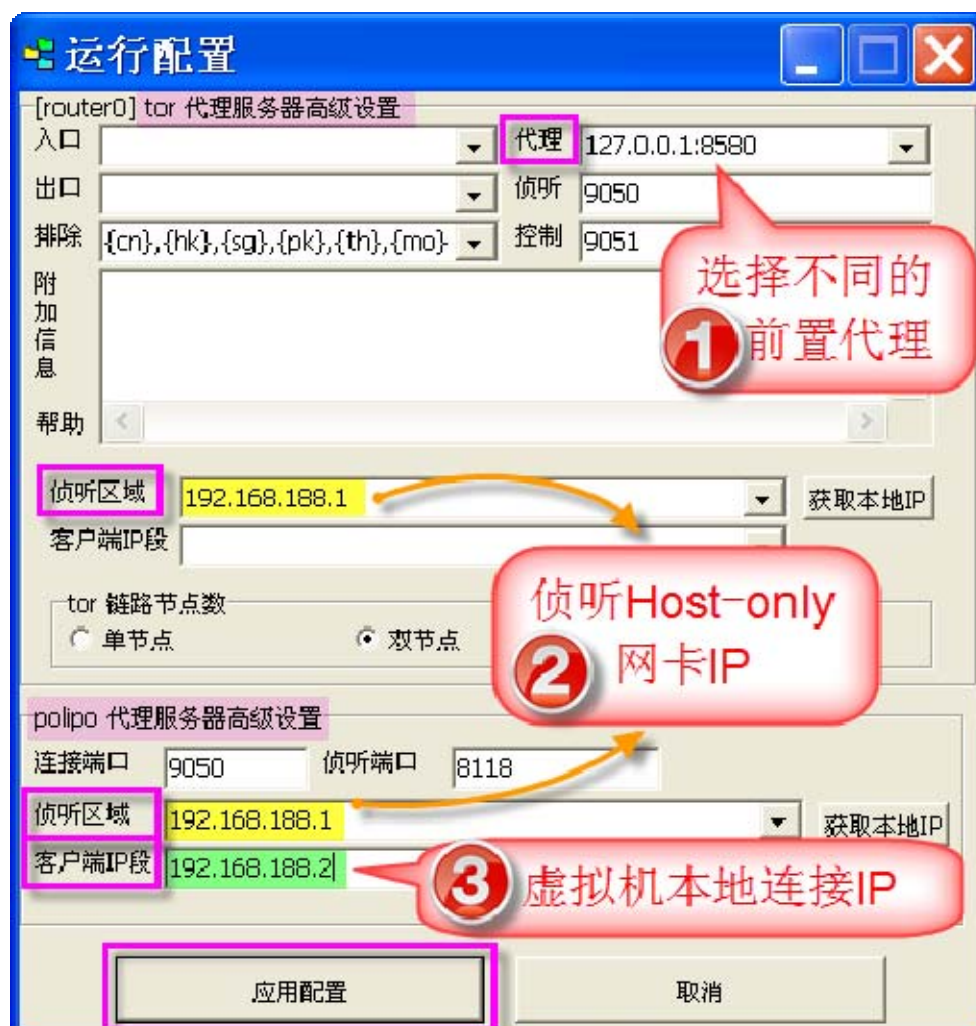 运行配置
[router0] tor 代理服务器高级设置
入口
代理 127.0.0.1:8580
出口
侦听 9050
排除 {cn},{hk},{sg},{pk},{th},{mo}
控制 9051
附加信息
选择不同的
1 前置代理
帮助
侦听区域 192.168.188.1 获取本地IP
客户端IP段
tor 链路节点数
单节点 双节点
侦听Host-only
2 网卡IP
polipo 代理服务器高级设置
连接端口 9050 侦听端口 8118
侦听区域 192.168.188.1 获取本地IP
客户端IP段 192.168.188.2
3 虚拟机本地连接IP
应用配置 取消